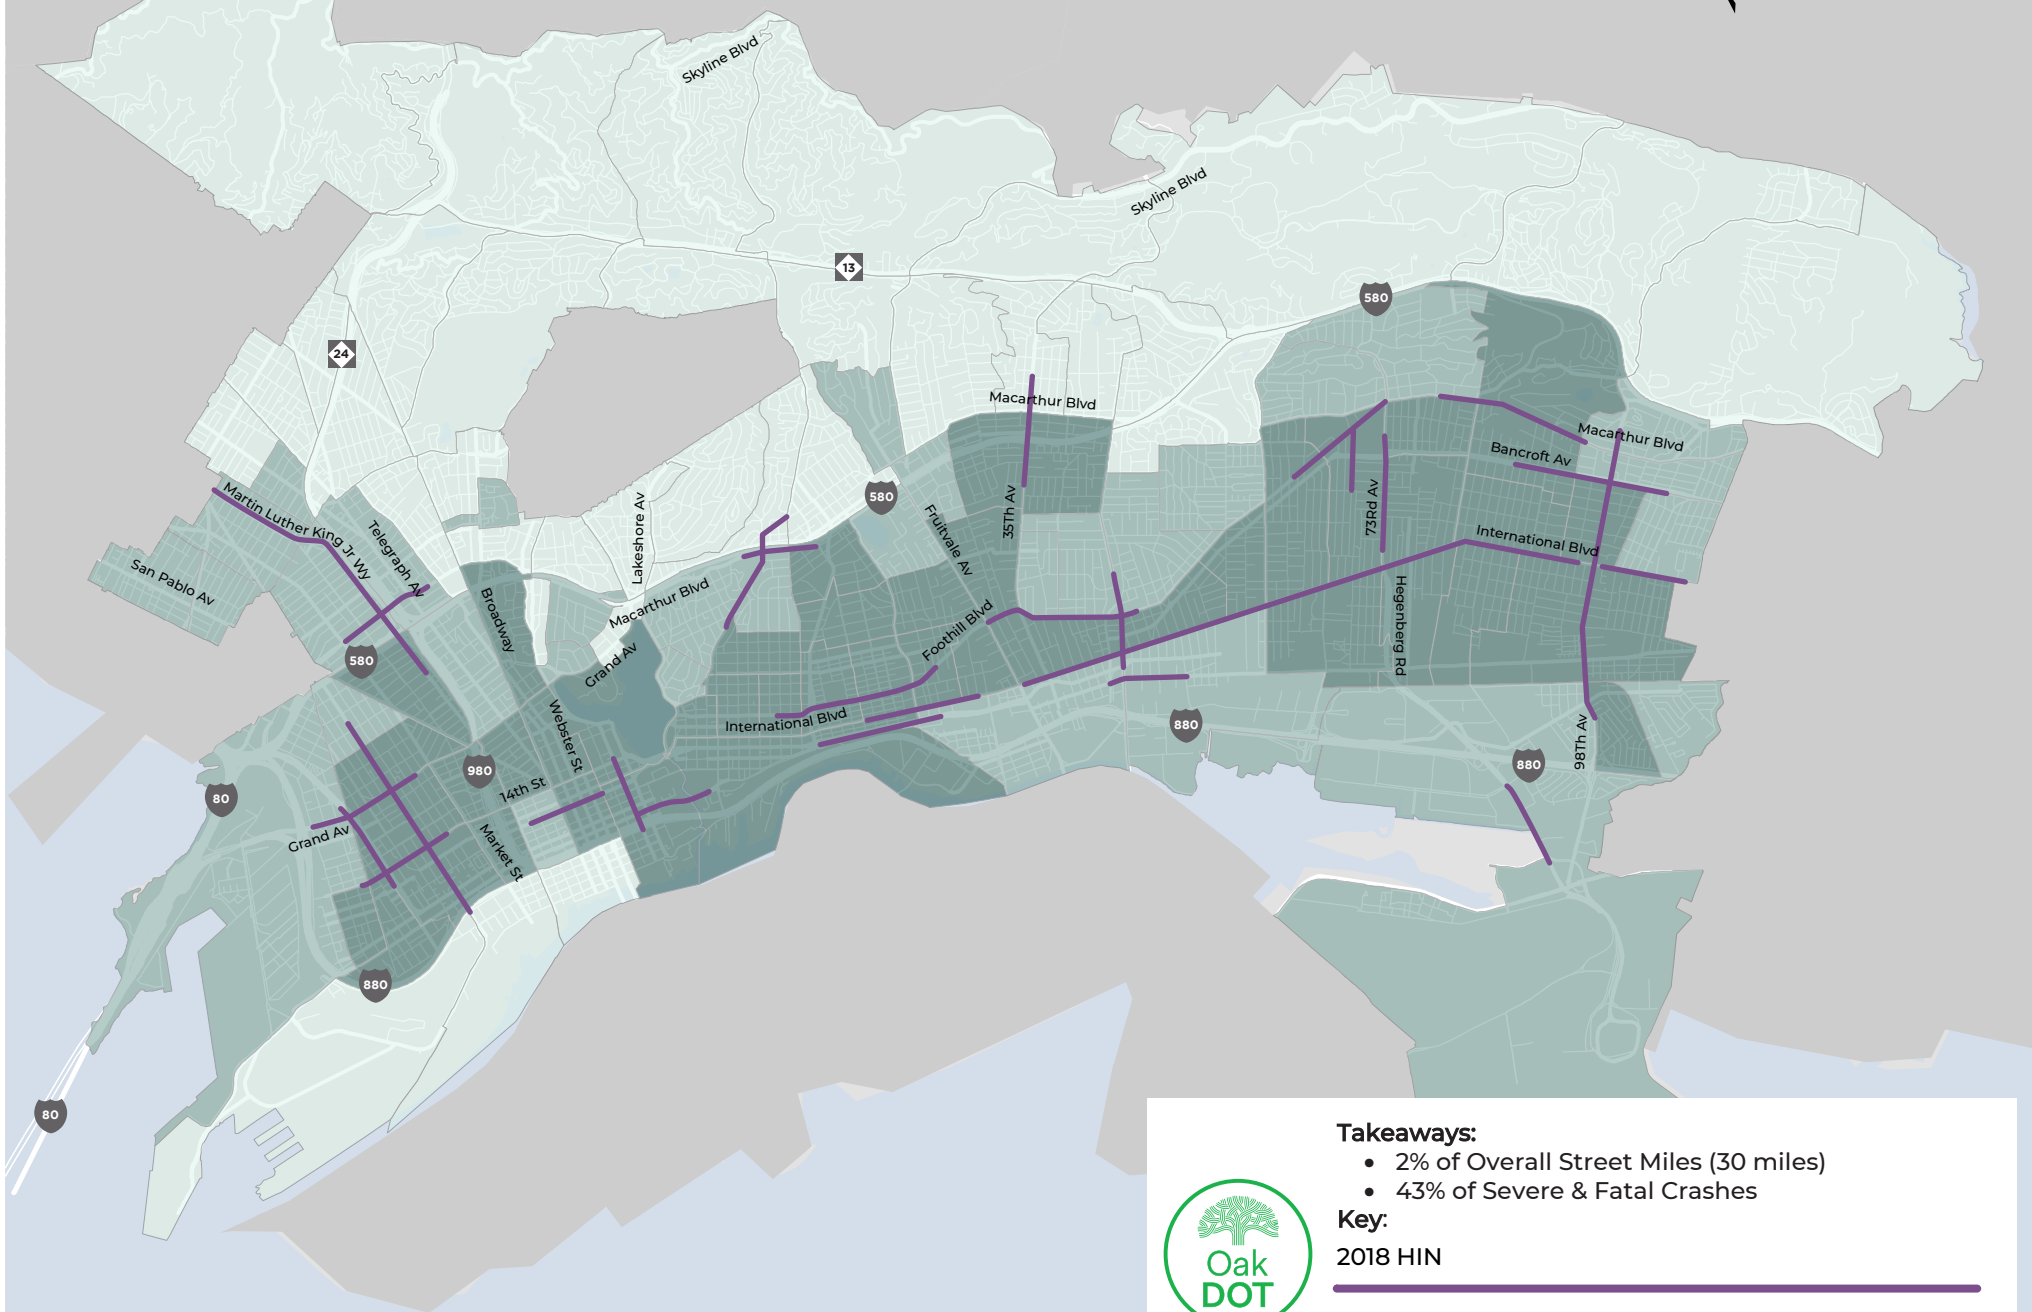 Skyline Blvd
Skyline Blvd
13
580
24
Macarthur Blvd
Macarthur Blvd
Bancroft Av
580
Martin Luther King Jr Wy
Telegraph Av
Lakeshore Av
Fruitvale Av
35Th Av
73Rd Av
International Blvd
San Pablo Av
Broadway
Macarthur Blvd
Foothill Blvd
Hegenberg Rd
580
Grand Av
Webster St
International Blvd
880
98Th Av
880
980
14th St
80
Grand Av
Market St
880
80
Takeaways:
• 2% of Overall Street Miles (30 miles)
• 43% of Severe & Fatal Crashes
Key:
2018 HIN
Oak
DOT